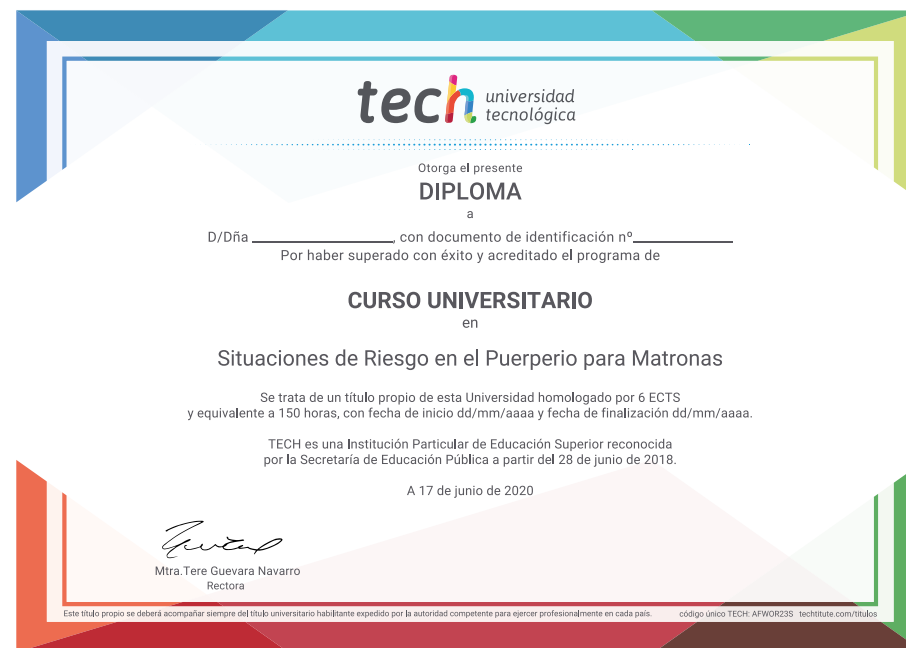 tech universidad
tecnológica
Otorga el presente
DIPLOMA
a
D/Dña ____________________, con documento de identificación nº______________
Por haber superado con éxito y acreditado el programa de
CURSO UNIVERSITARIO
en
Situaciones de Riesgo en el Puerperio para Matronas
Se trata de un título propio de esta Universidad homologado por 6 ECTS
y equivalente a 150 horas, con fecha de inicio dd/mm/aaaa y fecha de finalización dd/mm/aaaa.
TECH es una Institución Particular de Educación Superior reconocida
por la Secretaría de Educación Pública a partir del 28 de junio de 2018.
A 17 de junio de 2020
Mtra.Tere Guevara Navarro
Rectora
Este título propio se deberá acompañar siempre del título universitario habilitante expedido por la autoridad competente para ejercer profesionalmente en cada país. código único TECH: AFWOR23S techtitute.com/titulos